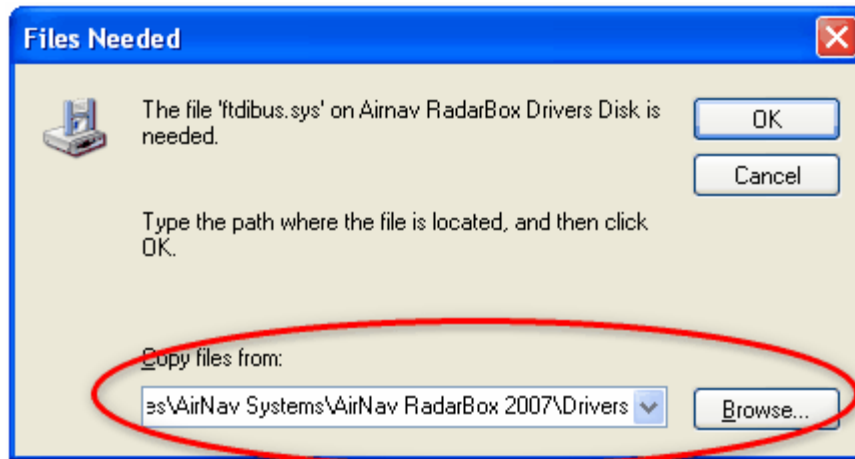 Files Needed
The file 'ftdibus.sys' on Airnav RadarBox Drivers Disk is
needed.
OK
Cancel
Type the path where the file is located, and then click
OK.
Copy files from:
es\AirNav Systems\AirNav RadarBox 2007\Drivers
Browse...